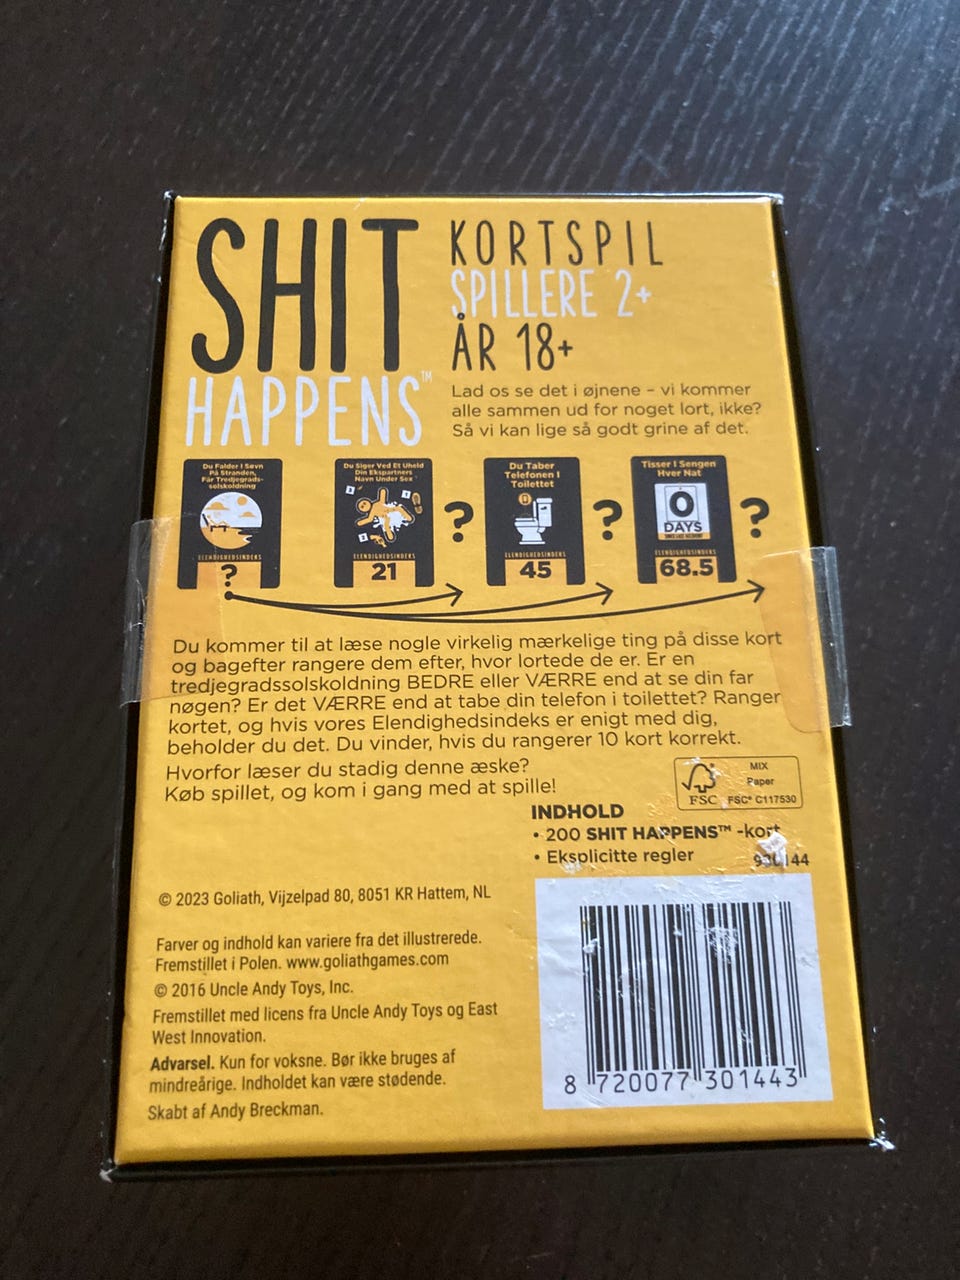 SHIT
HAPPENS™
KORTSPIL
SPILLERE 2+
ÅR 18+
Lad os se det i øjnene – vi kommer
alle sammen ud for noget lort, ikke?
Så vi kan lige så godt grine af det.
Du Falder I Søvn
På Stranden,
Får Tredjegrads-
solskoldning
ELENDIGHEDSINDEKS
?
Du Siger Ved Et Uheld
Din Ekspartners
Navn Under Sex
ELENDIGHEDSINDEKS
21
?
Du Taber
Telefonen I
Toilettet
ELENDIGHEDSINDEKS
45
?
Tisser I Sengen
Hver Nat
0
DAYS
SINCE LAST ACCIDENT
ELENDIGHEDSINDEKS
68.5
?
Du kommer til at læse nogle virkelig mærkelige ting på disse kort
og bagefter rangere dem efter, hvor lortede de er. Er en
tredjegradssolskoldning BEDRE eller VÆRRE end at se din far
nøgen? Er det VÆRRE end at tabe din telefon i toilettet? Ranger
kortet, og hvis vores Elendighedsindeks er enigt med dig,
beholder du det. Du vinder, hvis du rangerer 10 kort korrekt.
Hvorfor læser du stadig denne æske?
Køb spillet, og kom i gang med at spille!
FSC
MIX
Paper
FSC® C117530
INDHOLD
• 200 SHIT HAPPENS™ -kort
• Eksplicitte regler
© 2023 Goliath, Vijzelpad 80, 8051 KR Hattem, NL
Farver og indhold kan variere fra det illustrerede.
Fremstillet i Polen. www.goliathgames.com
© 2016 Uncle Andy Toys, Inc.
Fremstillet med licens fra Uncle Andy Toys og East
West Innovation.
Advarsel. Kun for voksne. Bør ikke bruges af
mindreårige. Indholdet kan være stødende.
Skabt af Andy Breckman.
8 720077 301443